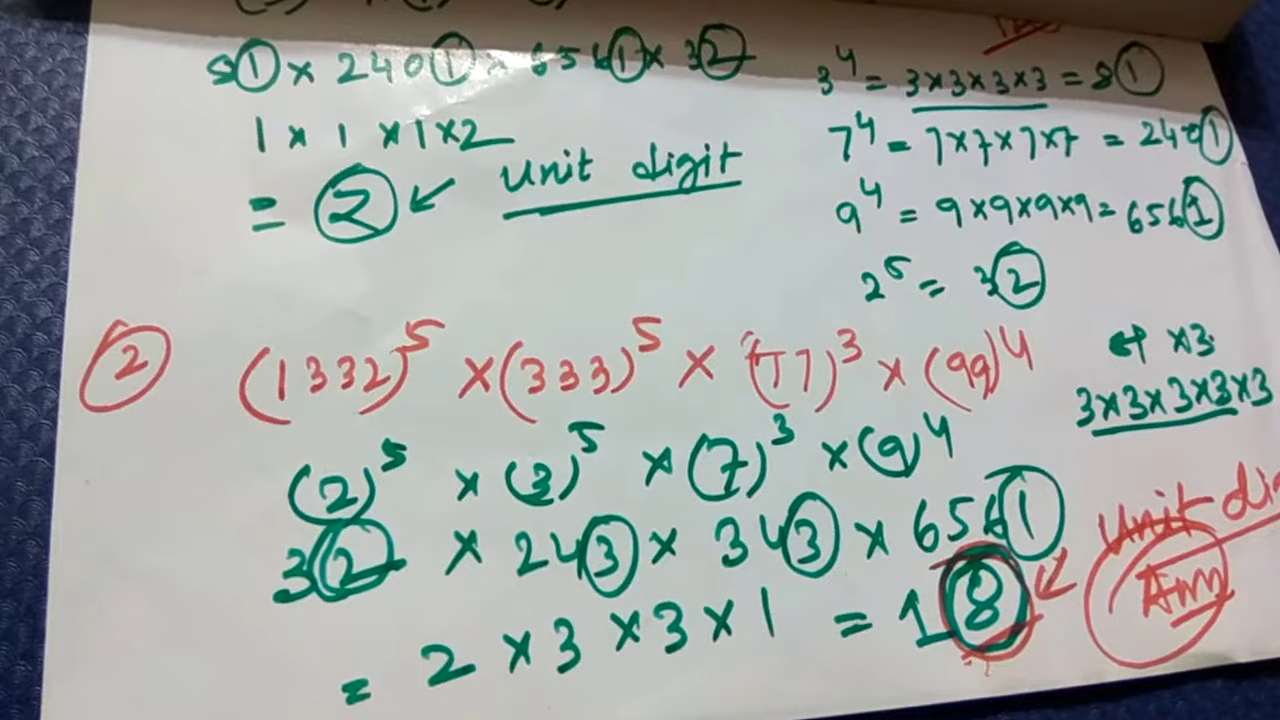 81 × 2401 × 6561 × 32
1 × 1 × 1 × 2
= 2 ← unit digit
3⁴ = 3×3×3×3 = 81
7⁴ = 7×7×7×7 = 2401
9⁴ = 9×9×9×9 = 6561
2⁵ = 32
2 (1332)⁵ × (333)⁵ × (77)³ × (99)⁴
×3
3×3×3×3×3
(2)⁵ × (3)⁵ × (7)³ × (9)⁴
32 × 243 × 343 × 6561
= 2 × 3 × 3 × 1 = 18 ←
Unit di
Ans